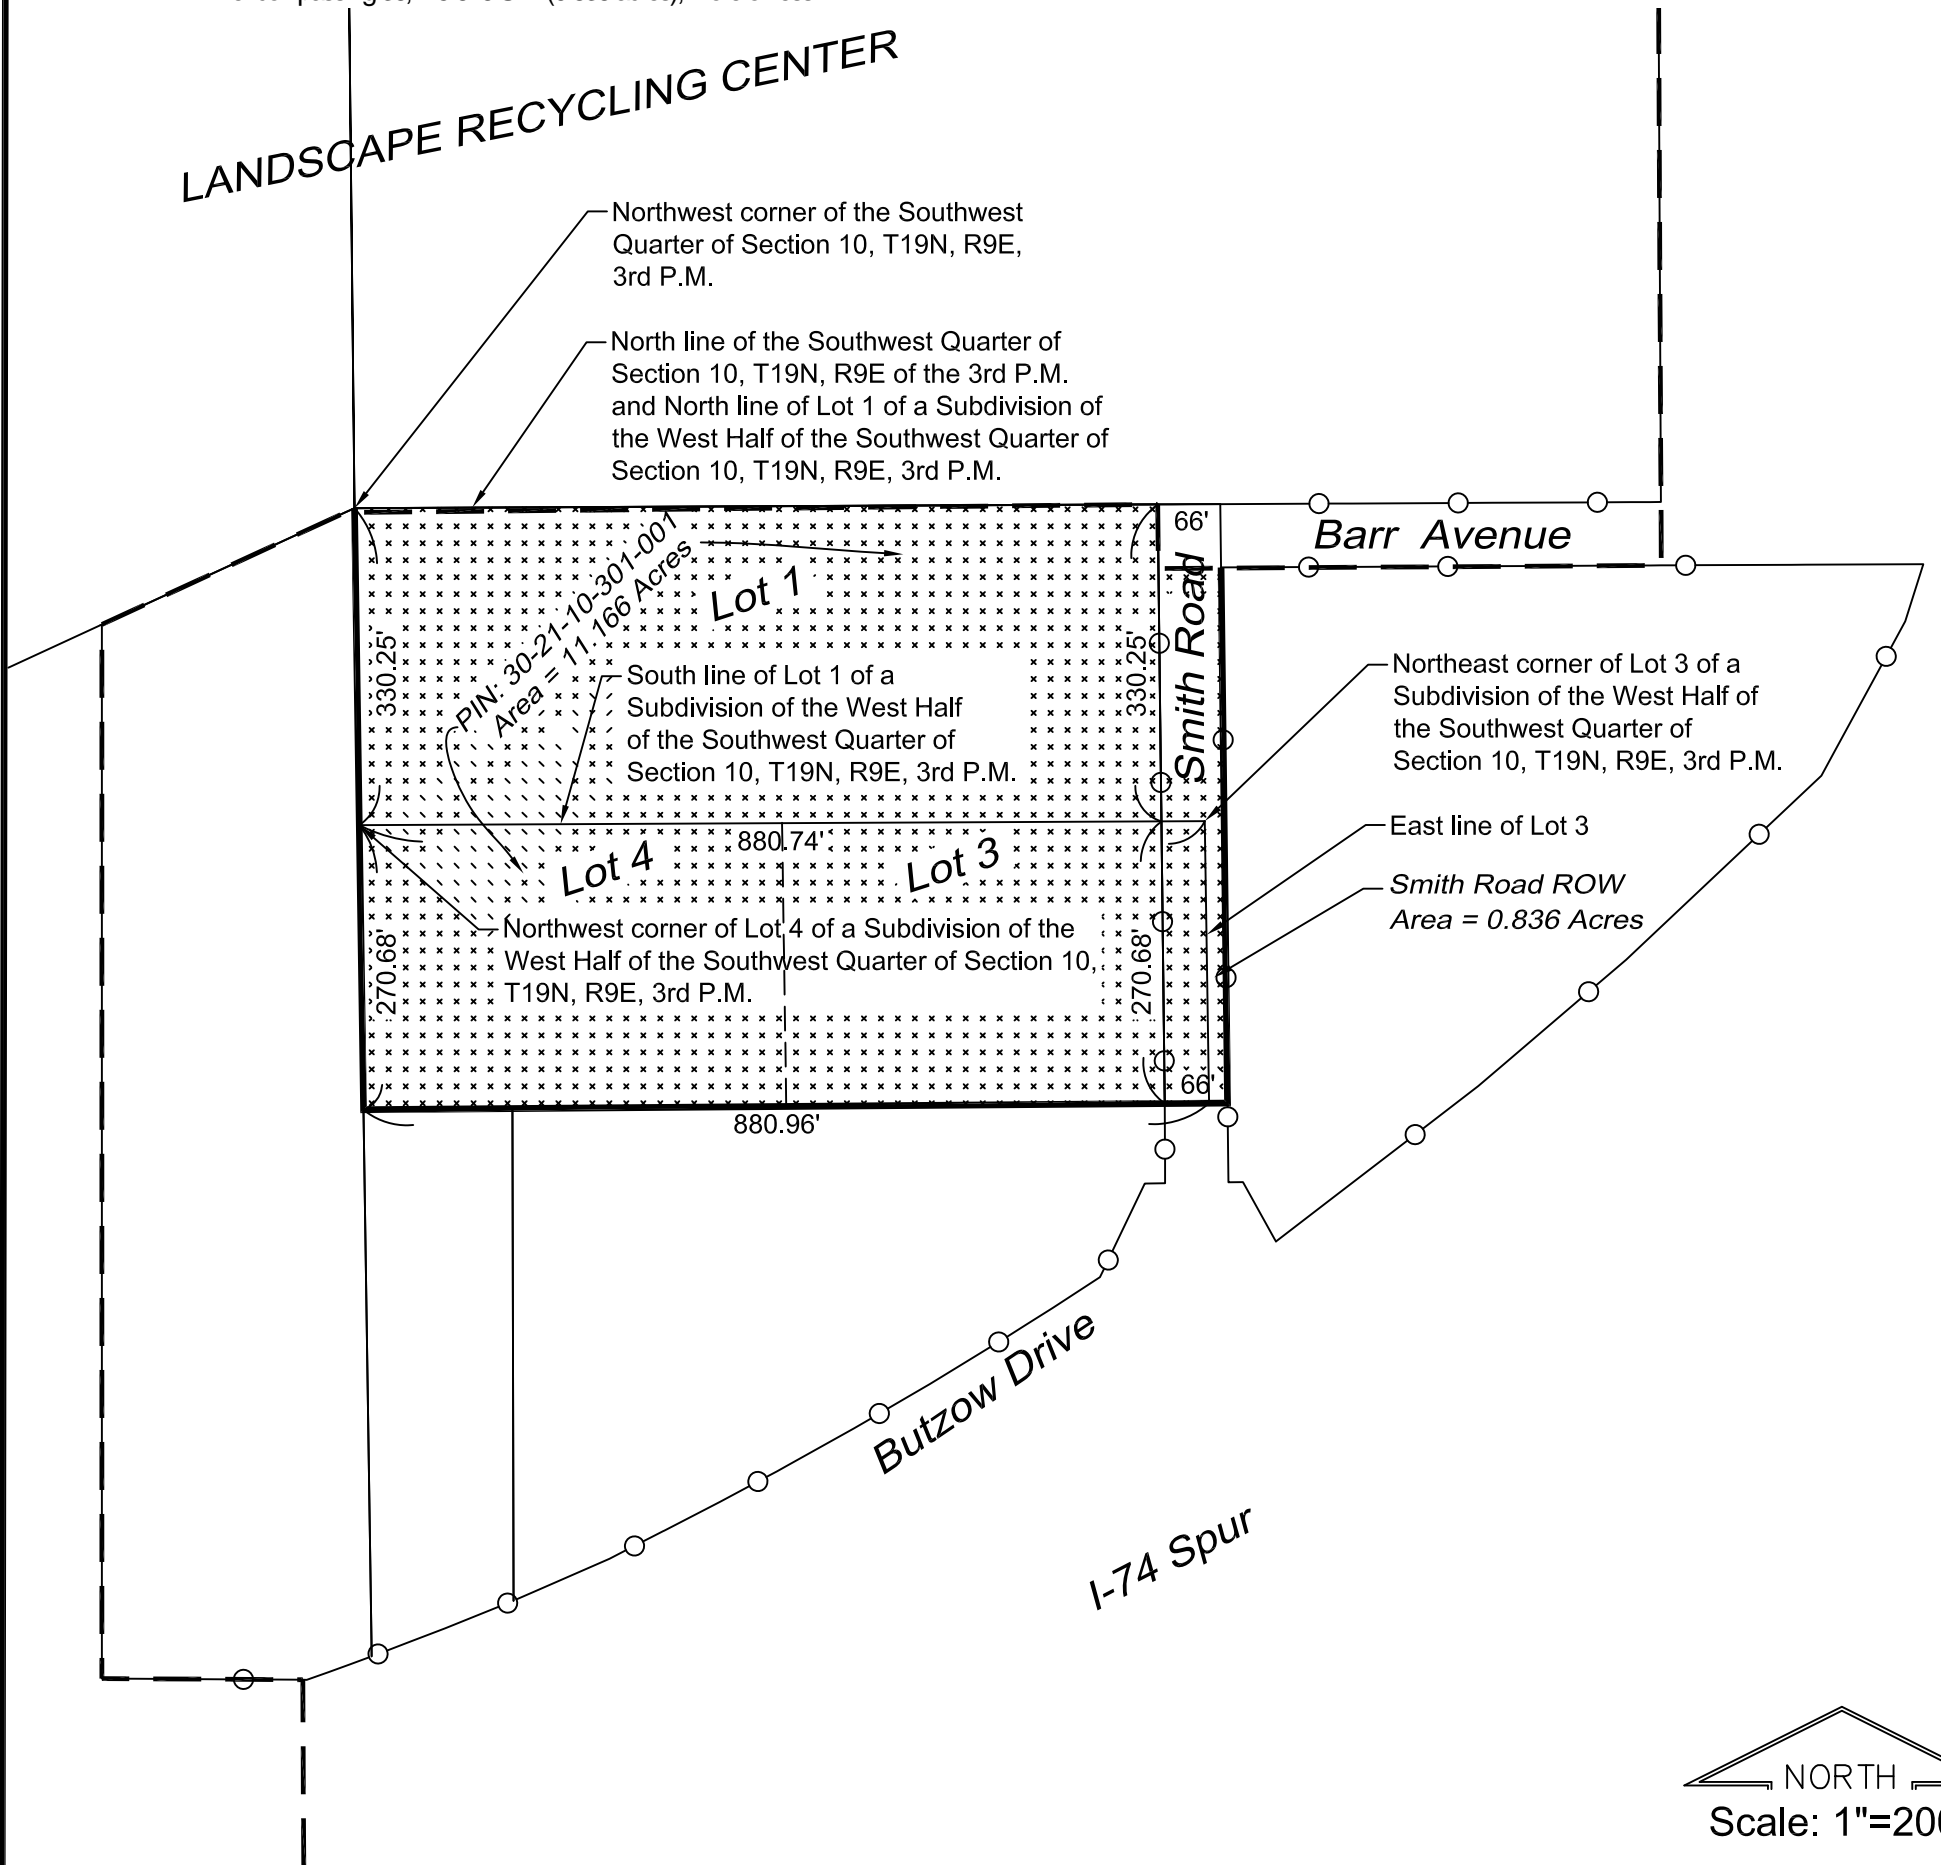 LANDSCAPE RECYCLING CENTER
Northwest corner of the Southwest
Quarter of Section 10, T19N, R9E,
3rd P.M.
North line of the Southwest Quarter of
Section 10, T19N, R9E of the 3rd P.M.
and North line of Lot 1 of a Subdivision of
the West Half of the Southwest Quarter of
Section 10, T19N, R9E, 3rd P.M.
66'
Barr Avenue
PIN: 30-21-10-301-001
Area = 11.166 Acres
Lot 1
Smith Road
330.25'
330.25'
South line of Lot 1 of a
Subdivision of the West Half
of the Southwest Quarter of
Section 10, T19N, R9E, 3rd P.M.
Northeast corner of Lot 3 of a
Subdivision of the West Half of
the Southwest Quarter of
Section 10, T19N, R9E, 3rd P.M.
880.74'
Lot 4
Lot 3
East line of Lot 3
Smith Road ROW
Area = 0.836 Acres
Northwest corner of Lot 4 of a Subdivision of the
West Half of the Southwest Quarter of Section 10,
T19N, R9E, 3rd P.M.
270.68'
270.68'
66'
880.96'
Butzow Drive
I-74 Spur
NORTH
Scale: 1"=200